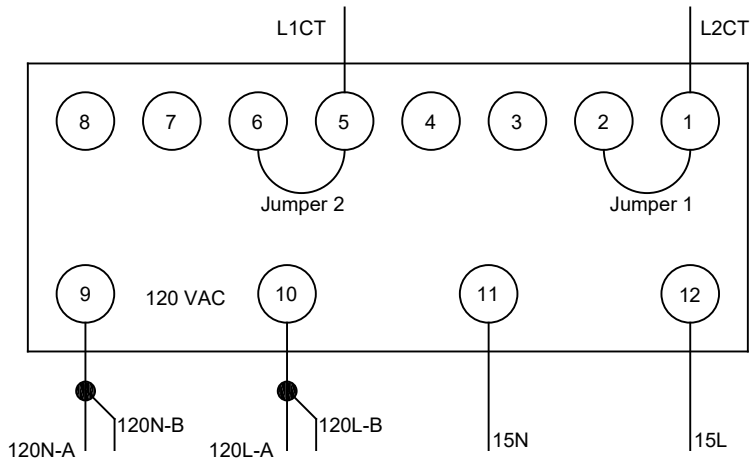 L1CT
L2CT
8 7 6 5 4 3 2 1
Jumper 2
Jumper 1
9 120 VAC 10 11 12
120N-B
120L-B
120N-A
120L-A
15N
15L